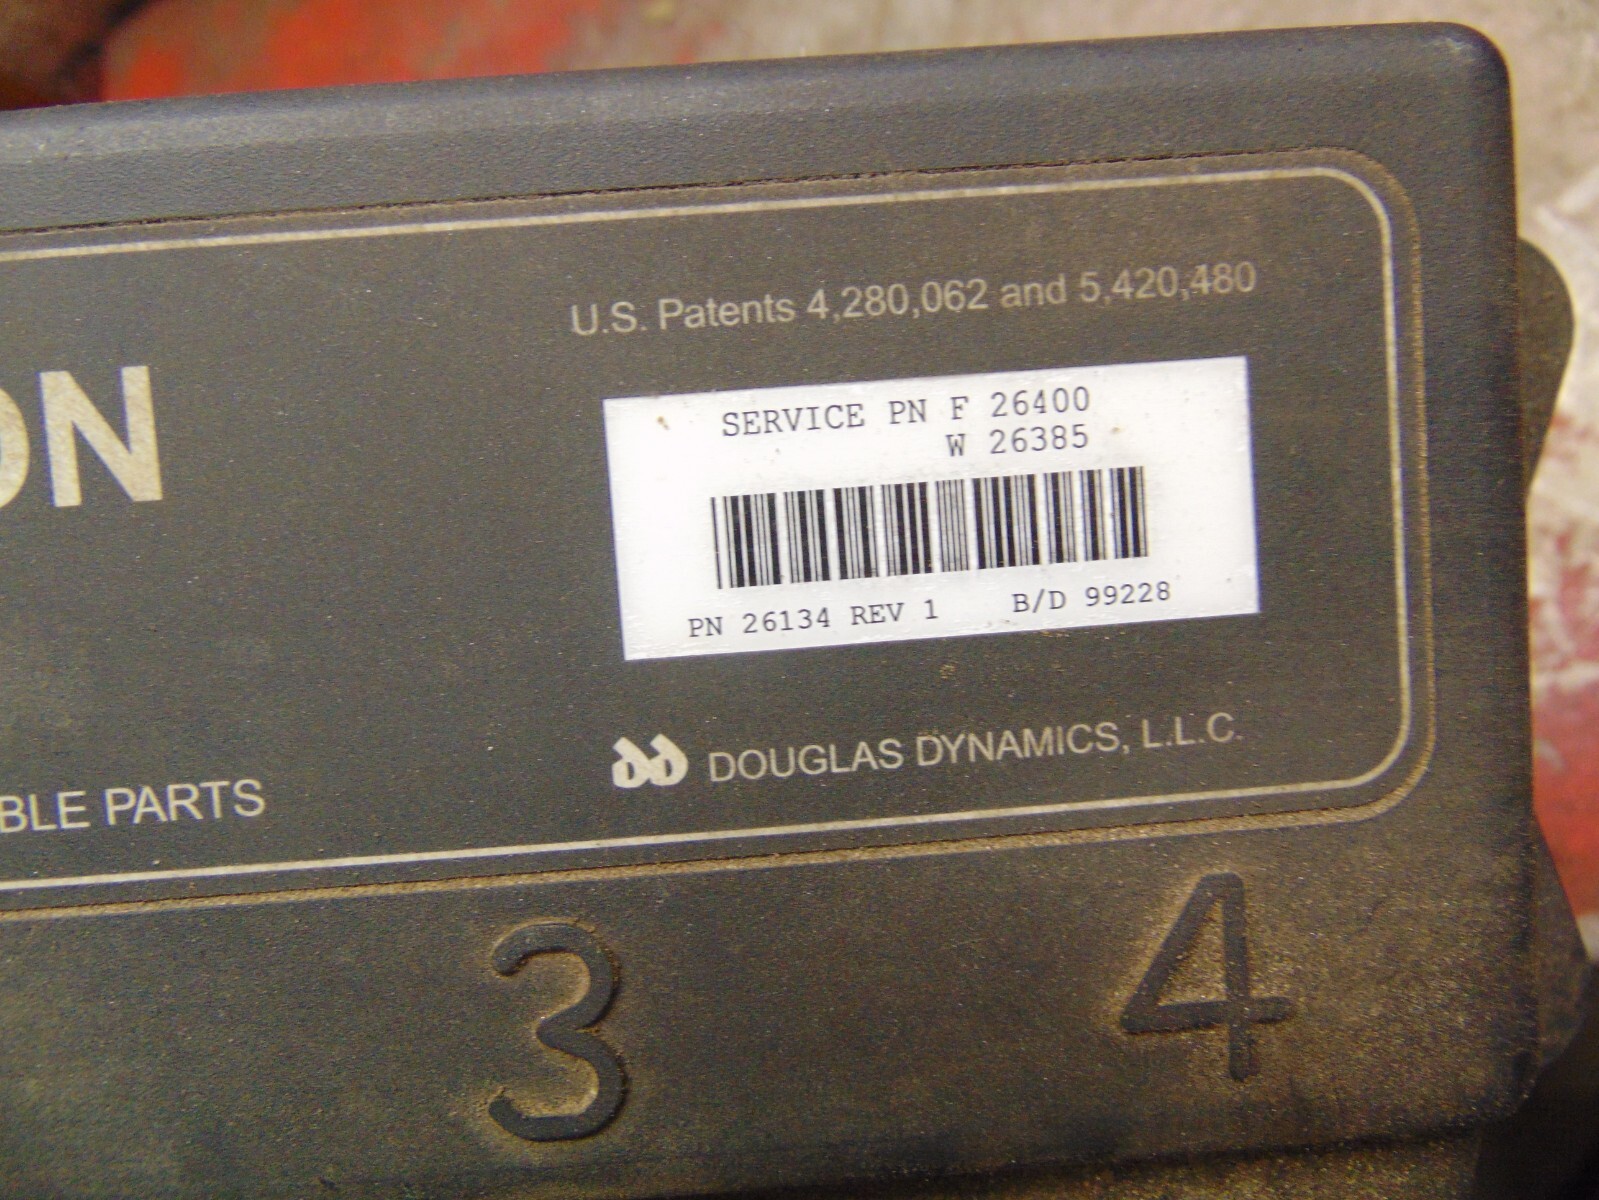 U.S. Patents 4,280,062 and 5,420,480
ON
SERVICE PN F 26400
W 26385
PN 26134 REV 1 B/D 99228
DOUGLAS DYNAMICS, L.L.C.
BLE PARTS
3 4